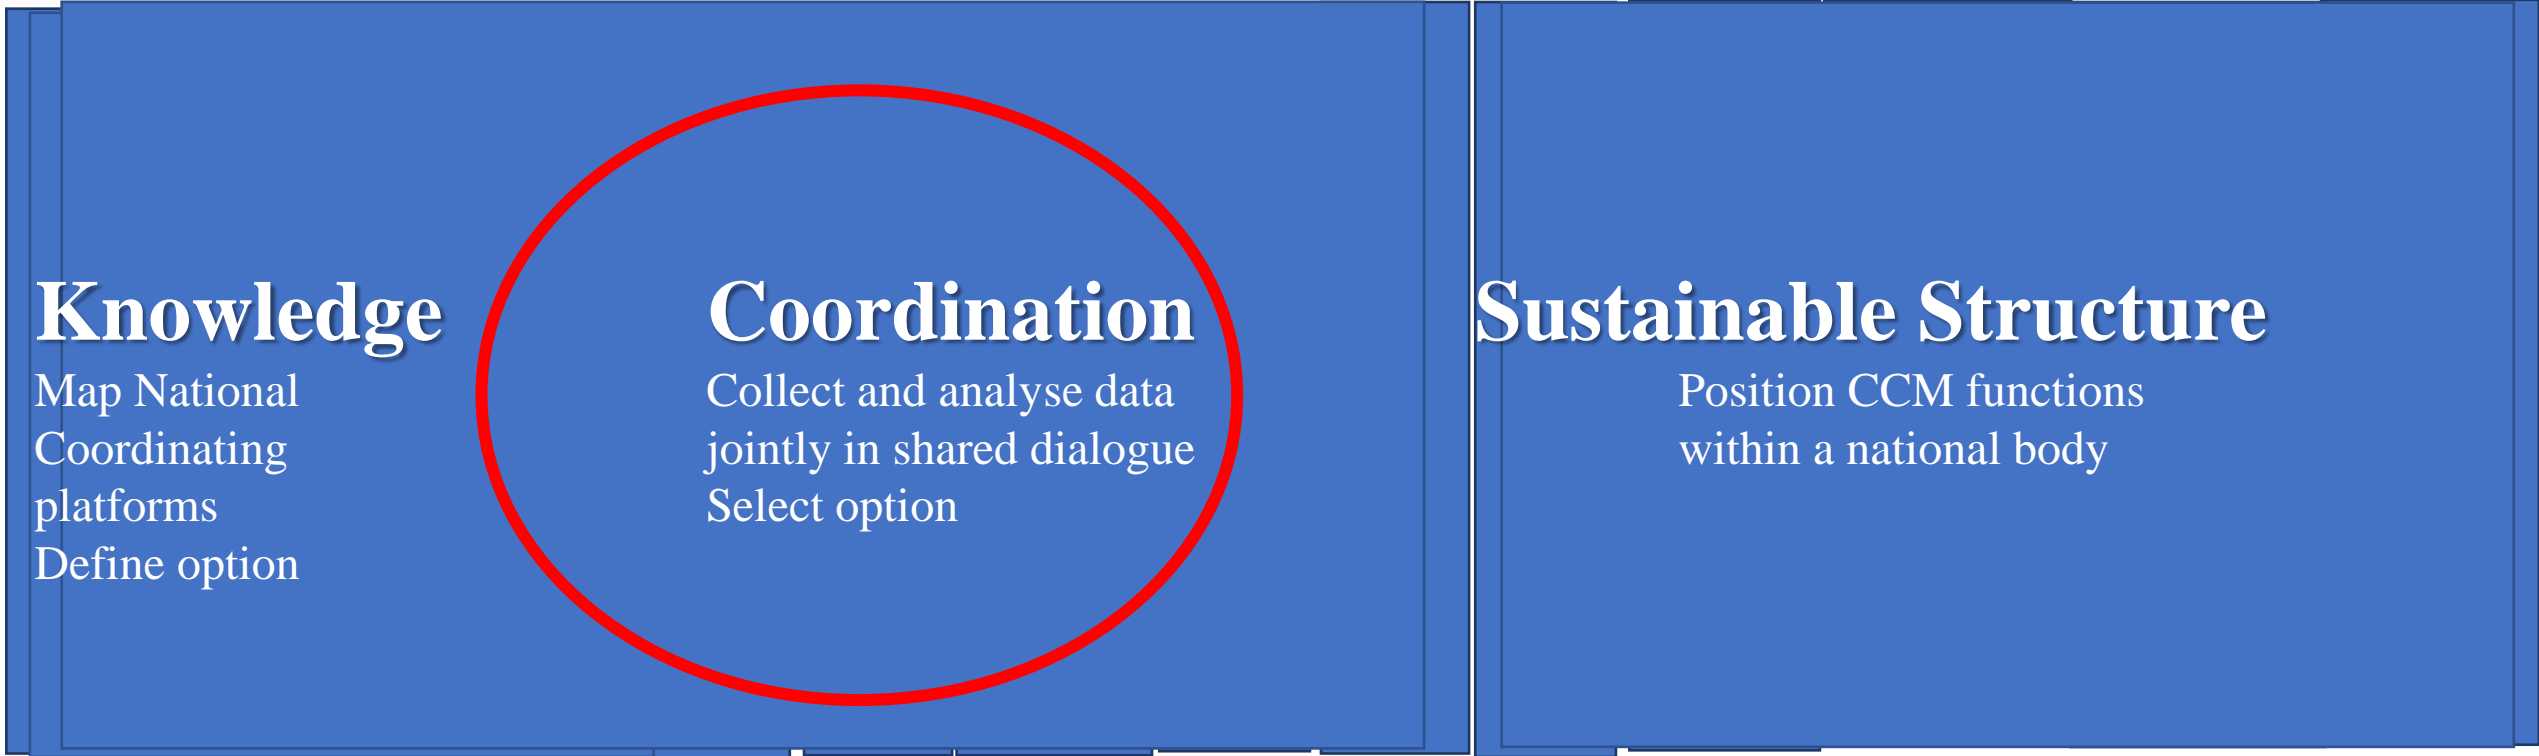 Knowledge
Map National
Coordinating
platforms
Define option
Coordination
Collect and analyse data
jointly in shared dialogue
Select option
Sustainable Structure
Position CCM functions
within a national body